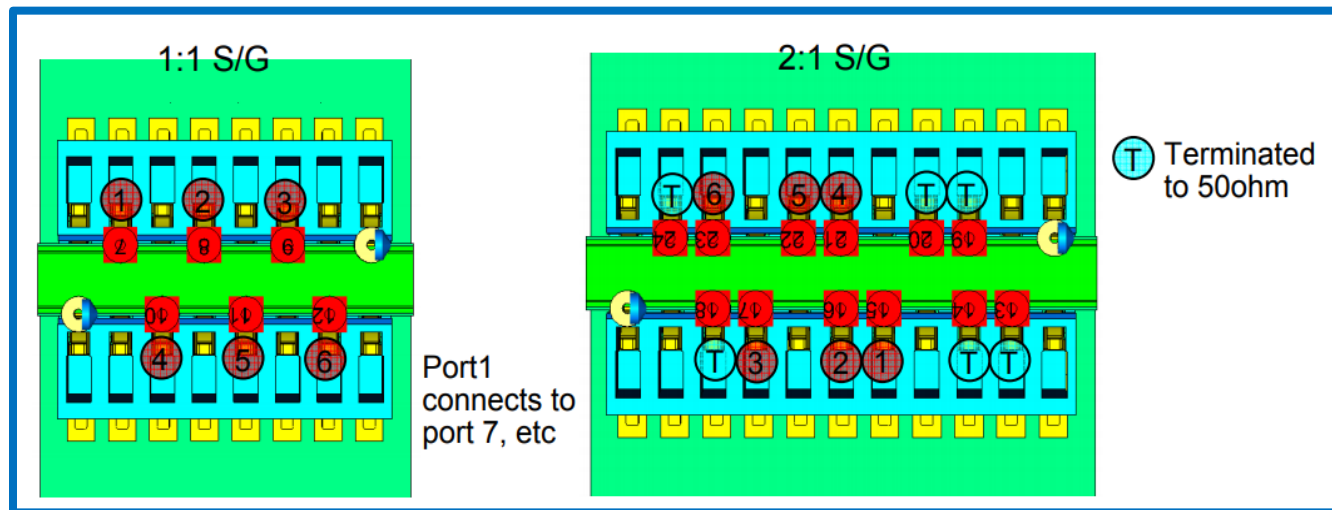 1:1 S/G
2:1 S/G
1 2 3
7 8 9
10 11 12
4 5 6
Port1
connects to
port 7, etc
T 6 5 4 T T
24 23 22 21 20 19
18 17 16 15 14 13
T 3 2 1 T T
T Terminated
to 50ohm